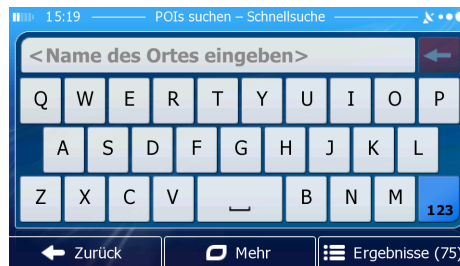 15:19 POIs suchen – Schnellsuche
<Name des Ortes eingeben>
Q W E R T Y U I O P
A S D F G H J K L
Z X C V B N M 123
Zurück Mehr Ergebnisse (75)